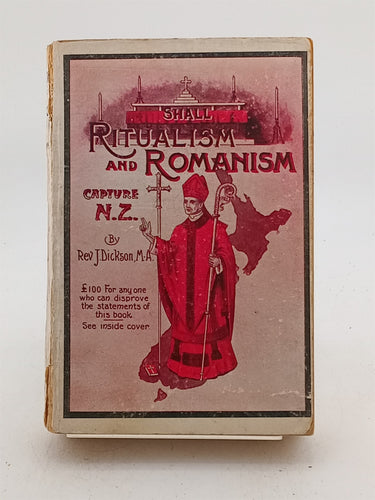 SHALL
RITUALISM
AND ROMANISM
CAPTURE
N.Z.
By
Rev J. Dickson, M.A.
£100 For any one
who can disprove
the statements of
this book.
See inside cover